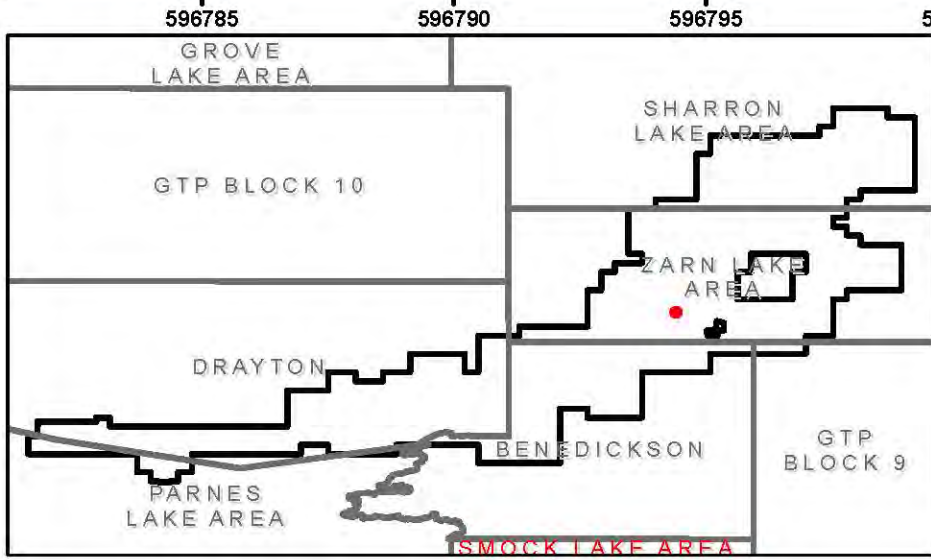 596785 596790 596795 5
GROVE
LAKE AREA
SHARRON
LAKE AREA
GTP BLOCK 10
ZARN LAKE
AREA
DRAYTON
BENEDICKSON
GTP
BLOCK 9
PARNES
LAKE AREA
SMOCK LAKE AREA